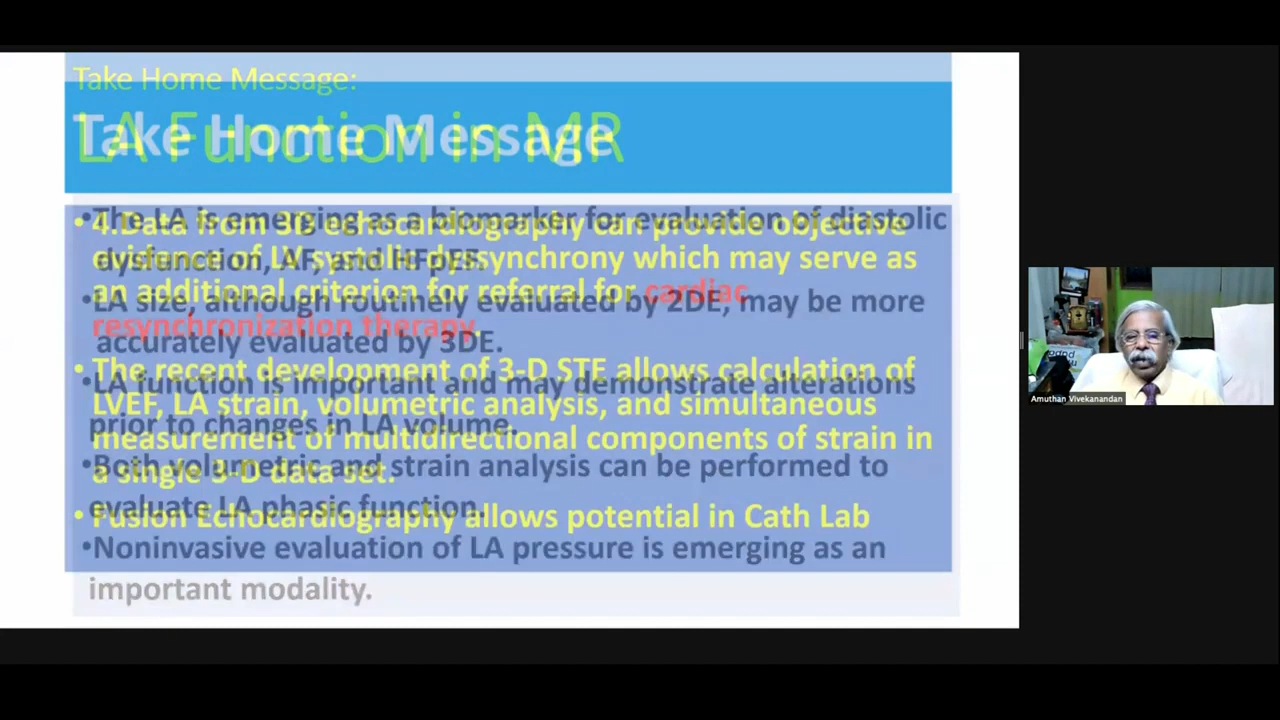 Take Home Message:
LA Function in MR
• 4.Data from 3D echocardiography can provide objective
evidence of LV systolic dyssynchrony which may serve as
an additional criterion for referral for cardiac
resynchronization therapy.
• The recent development of 3-D STE allows calculation of
LVEF, LA strain, volumetric analysis, and simultaneous
measurement of multidirectional components of strain in
a single 3-D data set.
• Fusion Echocardiography allows potential in Cath Lab
Take Home Message
•The LA is emerging as a biomarker for evaluation of diastolic
dysfunction, AF, and HFpEF.
•LA size, although routinely evaluated by 2DE, may be more
accurately evaluated by 3DE.
•LA function is important and may demonstrate alterations
prior to changes in LA volume.
•Both volumetric and strain analysis can be performed to
evaluate LA phasic function.
•Noninvasive evaluation of LA pressure is emerging as an
important modality.
Amuthan Vivekanandan